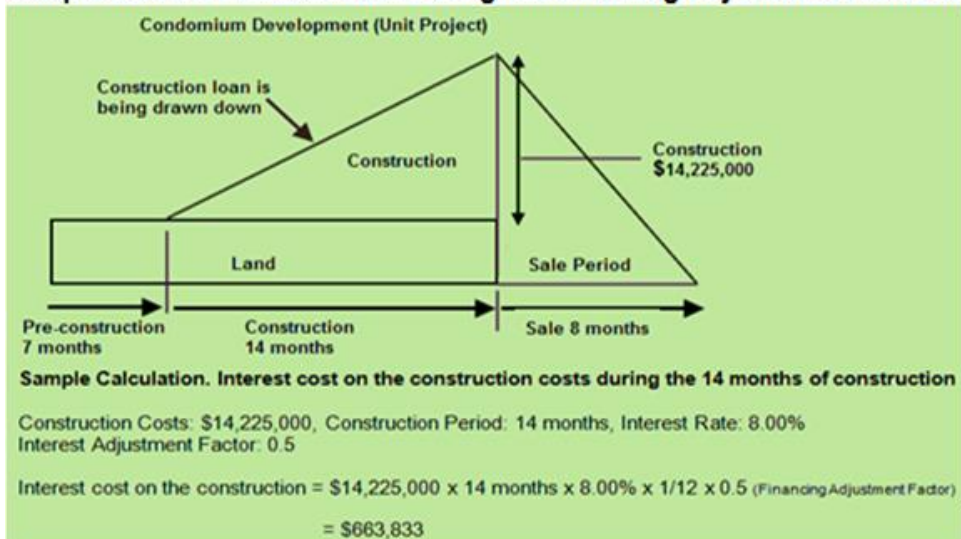 Condomium Development (Unit Project)
Construction loan is
being drawn down
Construction
Construction
$14,225,000
Land
Sale Period
Pre-construction
7 months
Construction
14 months
Sale 8 months
Sample Calculation. Interest cost on the construction costs during the 14 months of construction
Construction Costs: $14,225,000, Construction Period: 14 months, Interest Rate: 8.00%
Interest Adjustment Factor: 0.5
Interest cost on the construction = $14,225,000 x 14 months x 8.00% x 1/12 x 0.5 (Financing Adjustment Factor)
= $663,833